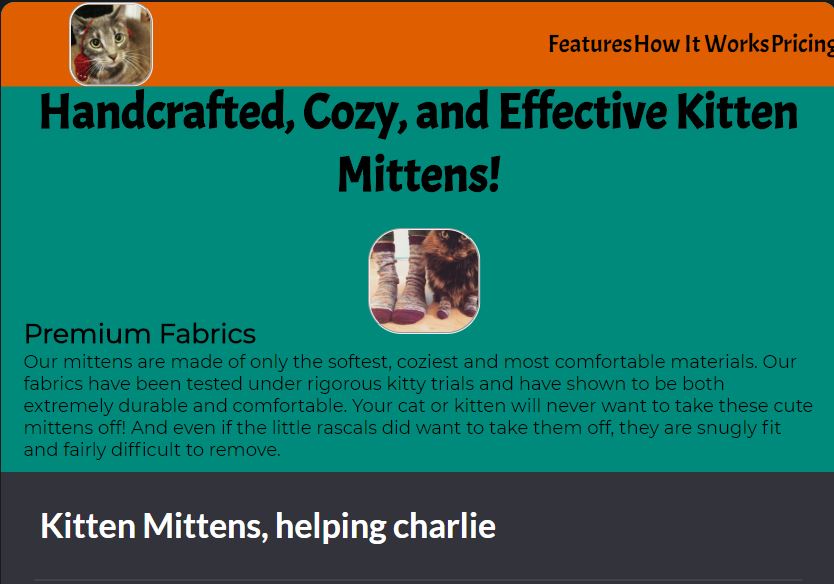 FeaturesHow It WorksPricing
Handcrafted, Cozy, and Effective Kitten
Mittens!
Premium Fabrics
Our mittens are made of only the softest, coziest and most comfortable materials. Our
fabrics have been tested under rigorous kitty trials and have shown to be both
extremely durable and comfortable. Your cat or kitten will never want to take these cute
mittens off! And even if the little rascals did want to take them off, they are snugly fit
and fairly difficult to remove.
Kitten Mittens, helping charlie